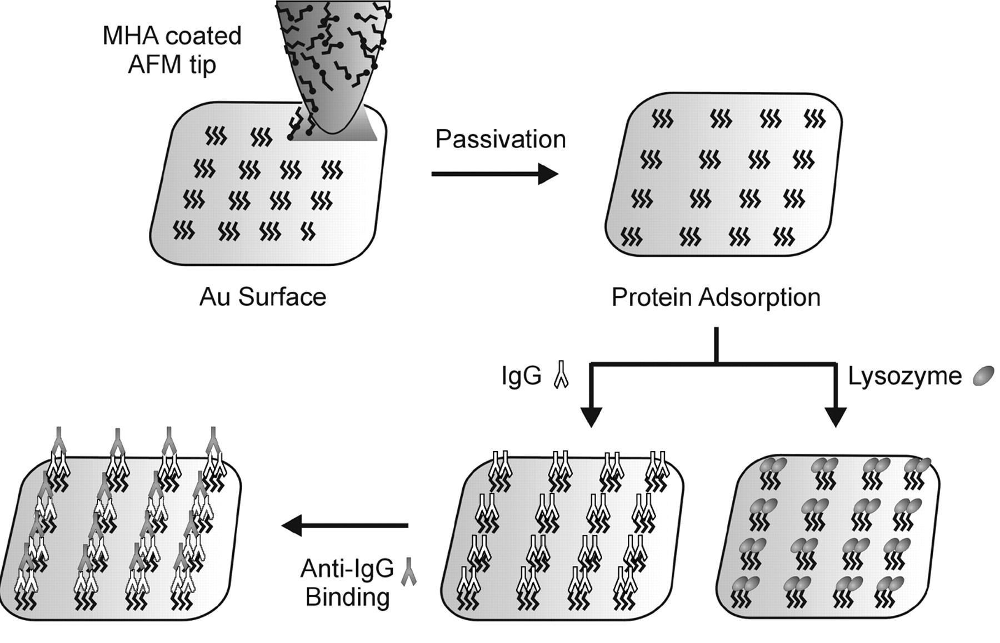 MHA coated
AFM tip
Passivation
Au Surface
Protein Adsorption
IgG
Lysozyme
Anti-IgG
Binding